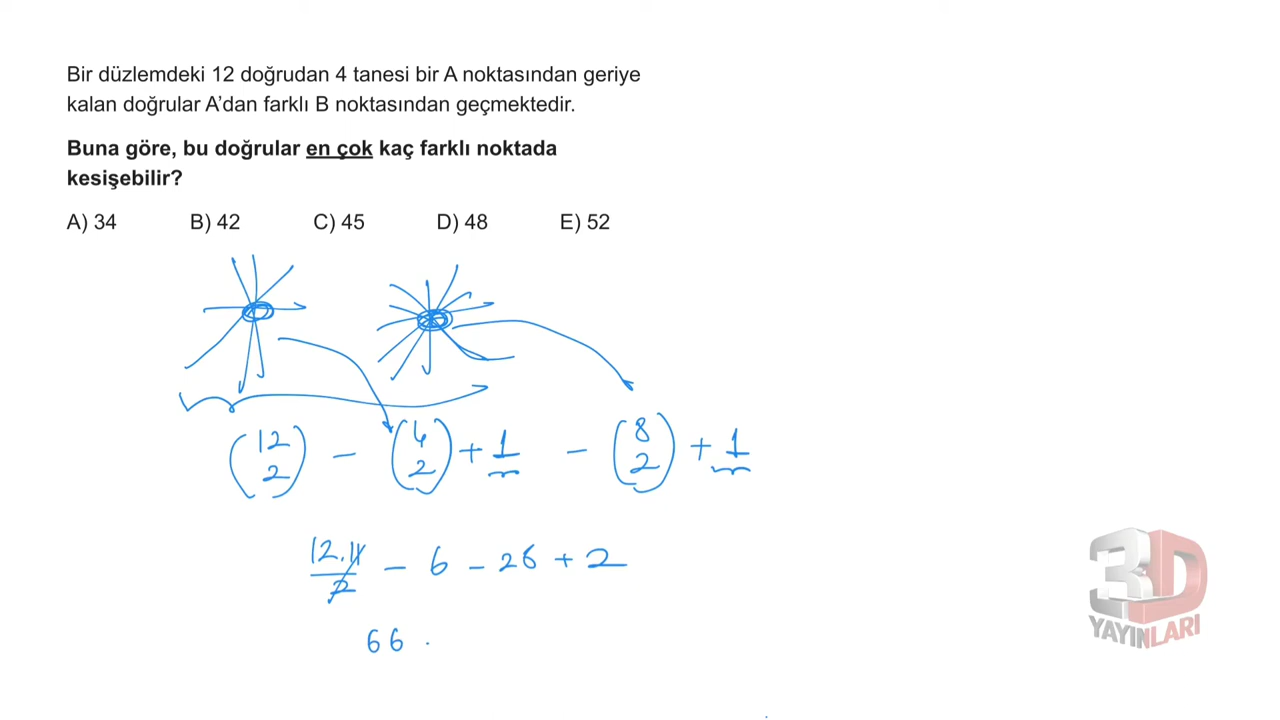 Bir düzlemdeki 12 doğrudan 4 tanesi bir A noktasından geriye
kalan doğrular A'dan farklı B noktasından geçmektedir.
Buna göre, bu doğrular en çok kaç farklı noktada
kesişebilir?
A) 34 B) 42 C) 45 D) 48 E) 52
(12 2) - (4 2) + 1 - (8 2) + 1
12.11/2 - 6 - 26 + 2
66 .
3D
YAYINLARI